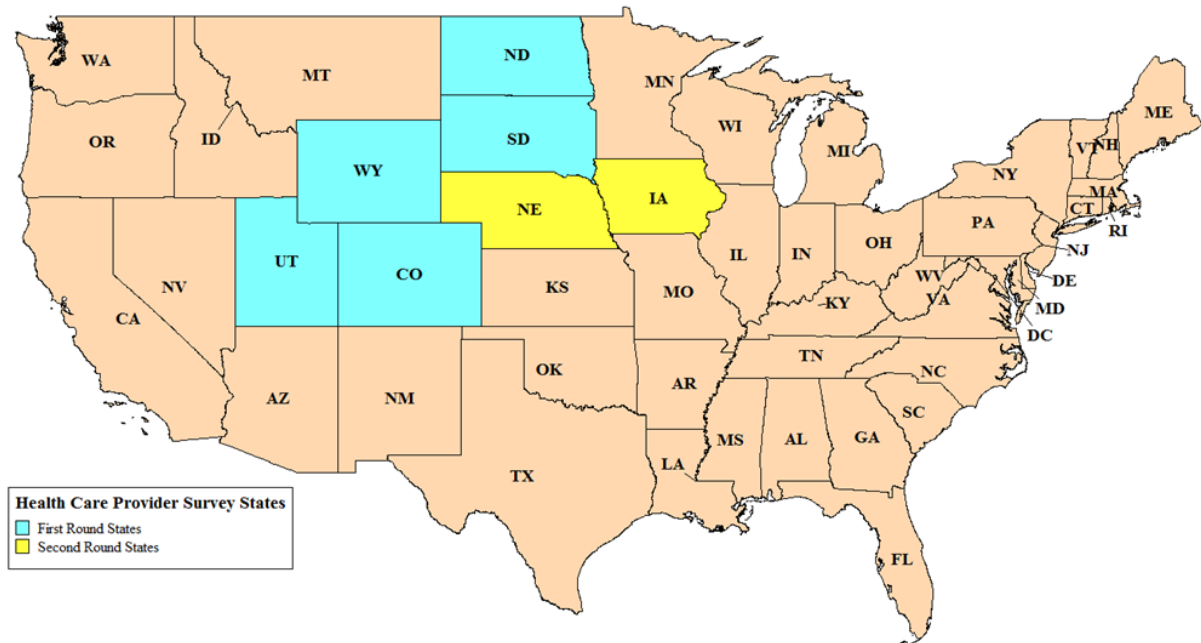 WA
MT
ND
MN
ME
OR
ID
WY
SD
WI
MI
VT
NH
NY
MA
CT
RI
NE
IA
PA
NJ
NV
UT
CO
KS
MO
IL
IN
OH
WV
VA
DE
MD
DC
CA
KY
AZ
NM
OK
AR
TN
NC
SC
TX
LA
MS
AL
GA
FL
Health Care Provider Survey States
First Round States
Second Round States